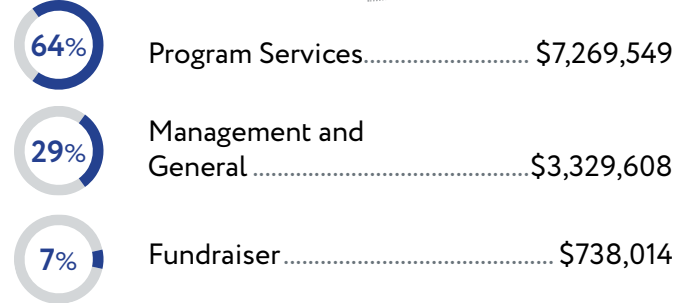 64% Program Services............................ $7,269,549
Management and
29% General ..............................................$3,329,608
7% Fundraiser............................................. $738,014